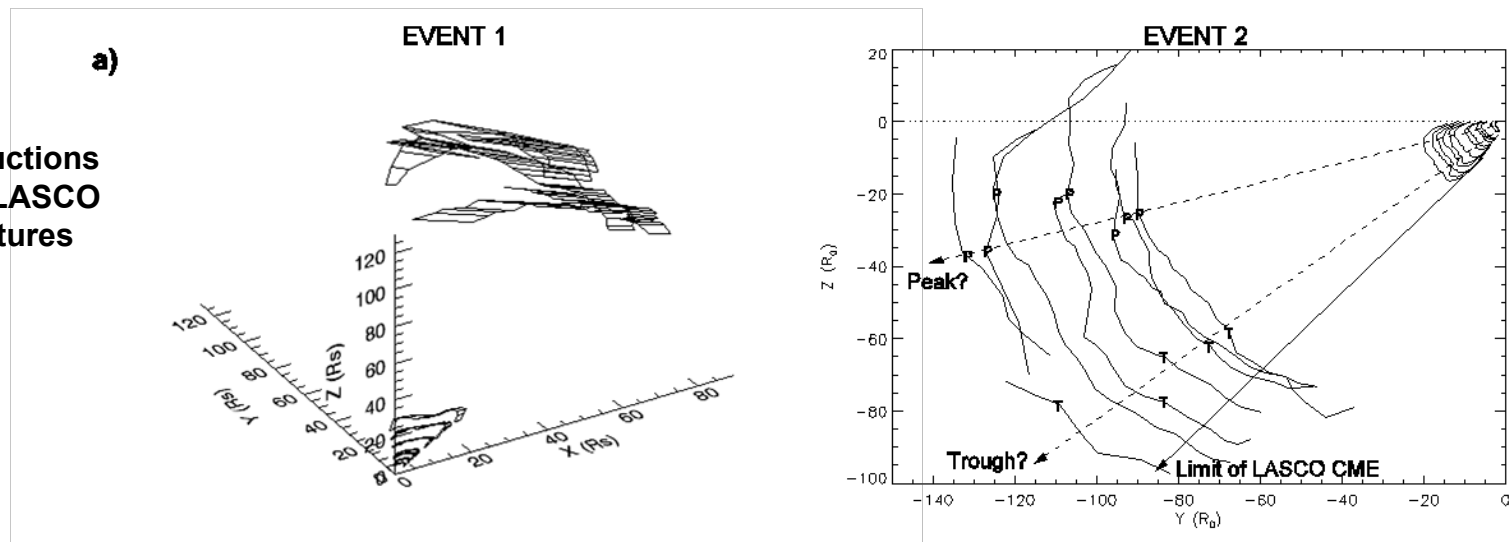 EVENT 1
a)
uctions
LASCO
tures
120
100
80
60
40
20
0
Y (Rs)
120
100
80
60
40
20
Z (Rs)
0
20
40
60
80
X (Rs)
EVENT 2
20
0
−20
−40
−60
−80
−100
Z (R₀)
P P P P P P P
T T T T T
Peak?
Trough?
Limit of LASCO CME
−140 −120 −100 −80 −60 −40 −20 0
Y (R₀)